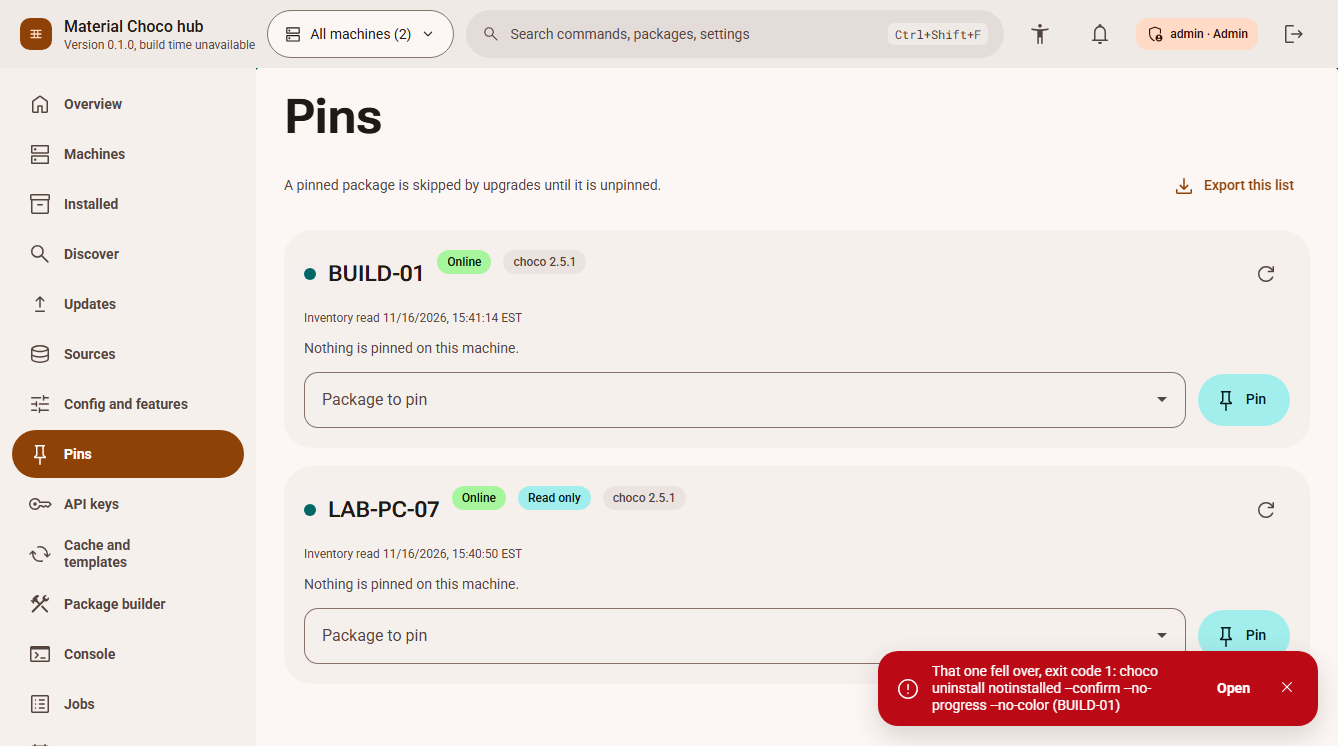 Material Choco hub
Version 0.1.0, build time unavailable
All machines (2)
Search commands, packages, settings
Ctrl+Shift+F
admin · Admin
Overview
Machines
Installed
Discover
Updates
Sources
Config and features
Pins
API keys
Cache and
templates
Package builder
Console
Jobs
Pins
A pinned package is skipped by upgrades until it is unpinned.
Export this list
BUILD-01
Online
choco 2.5.1
Inventory read 11/16/2026, 15:41:14 EST
Nothing is pinned on this machine.
Package to pin
Pin
LAB-PC-07
Online
Read only
choco 2.5.1
Inventory read 11/16/2026, 15:40:50 EST
Nothing is pinned on this machine.
Package to pin
Pin
That one fell over, exit code 1: choco
uninstall notinstalled --confirm --no-
progress --no-color (BUILD-01)
Open